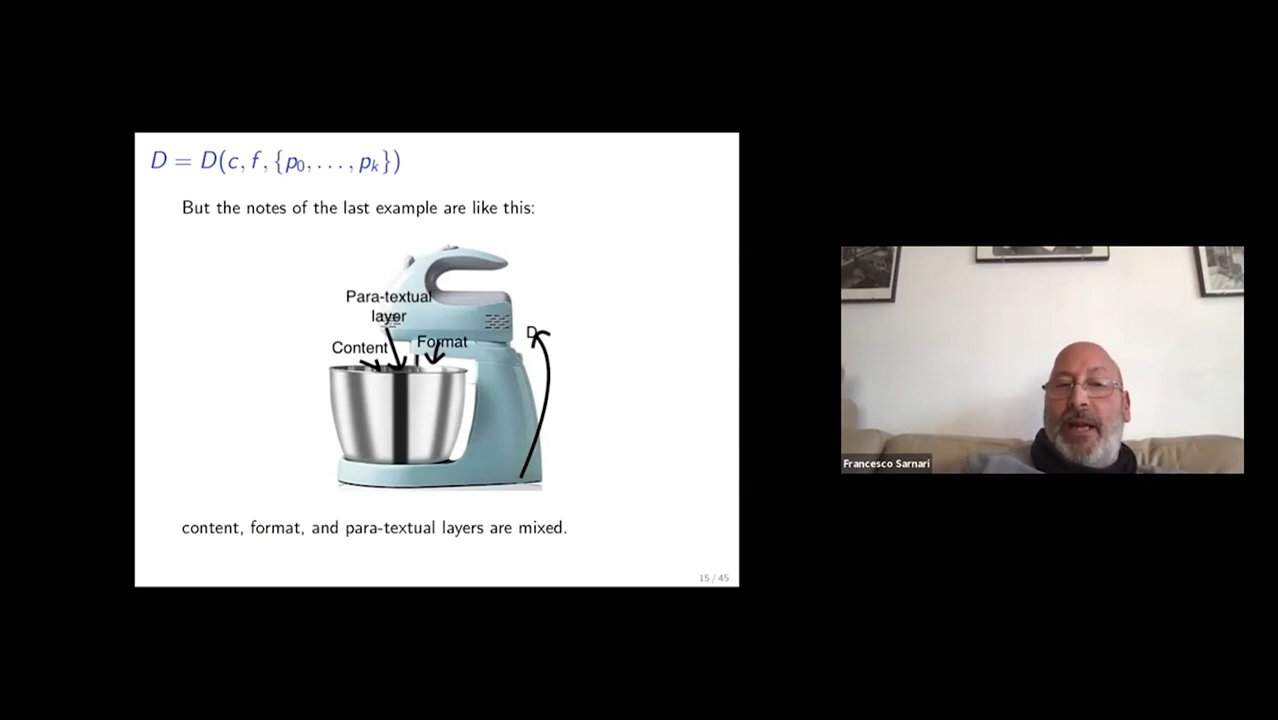 D = D(c, f, {p₀, . . . , pₖ})
But the notes of the last example are like this:
Para-textual
layer
Content
Format
D
content, format, and para-textual layers are mixed.
15 / 45
Francesco Sarnari